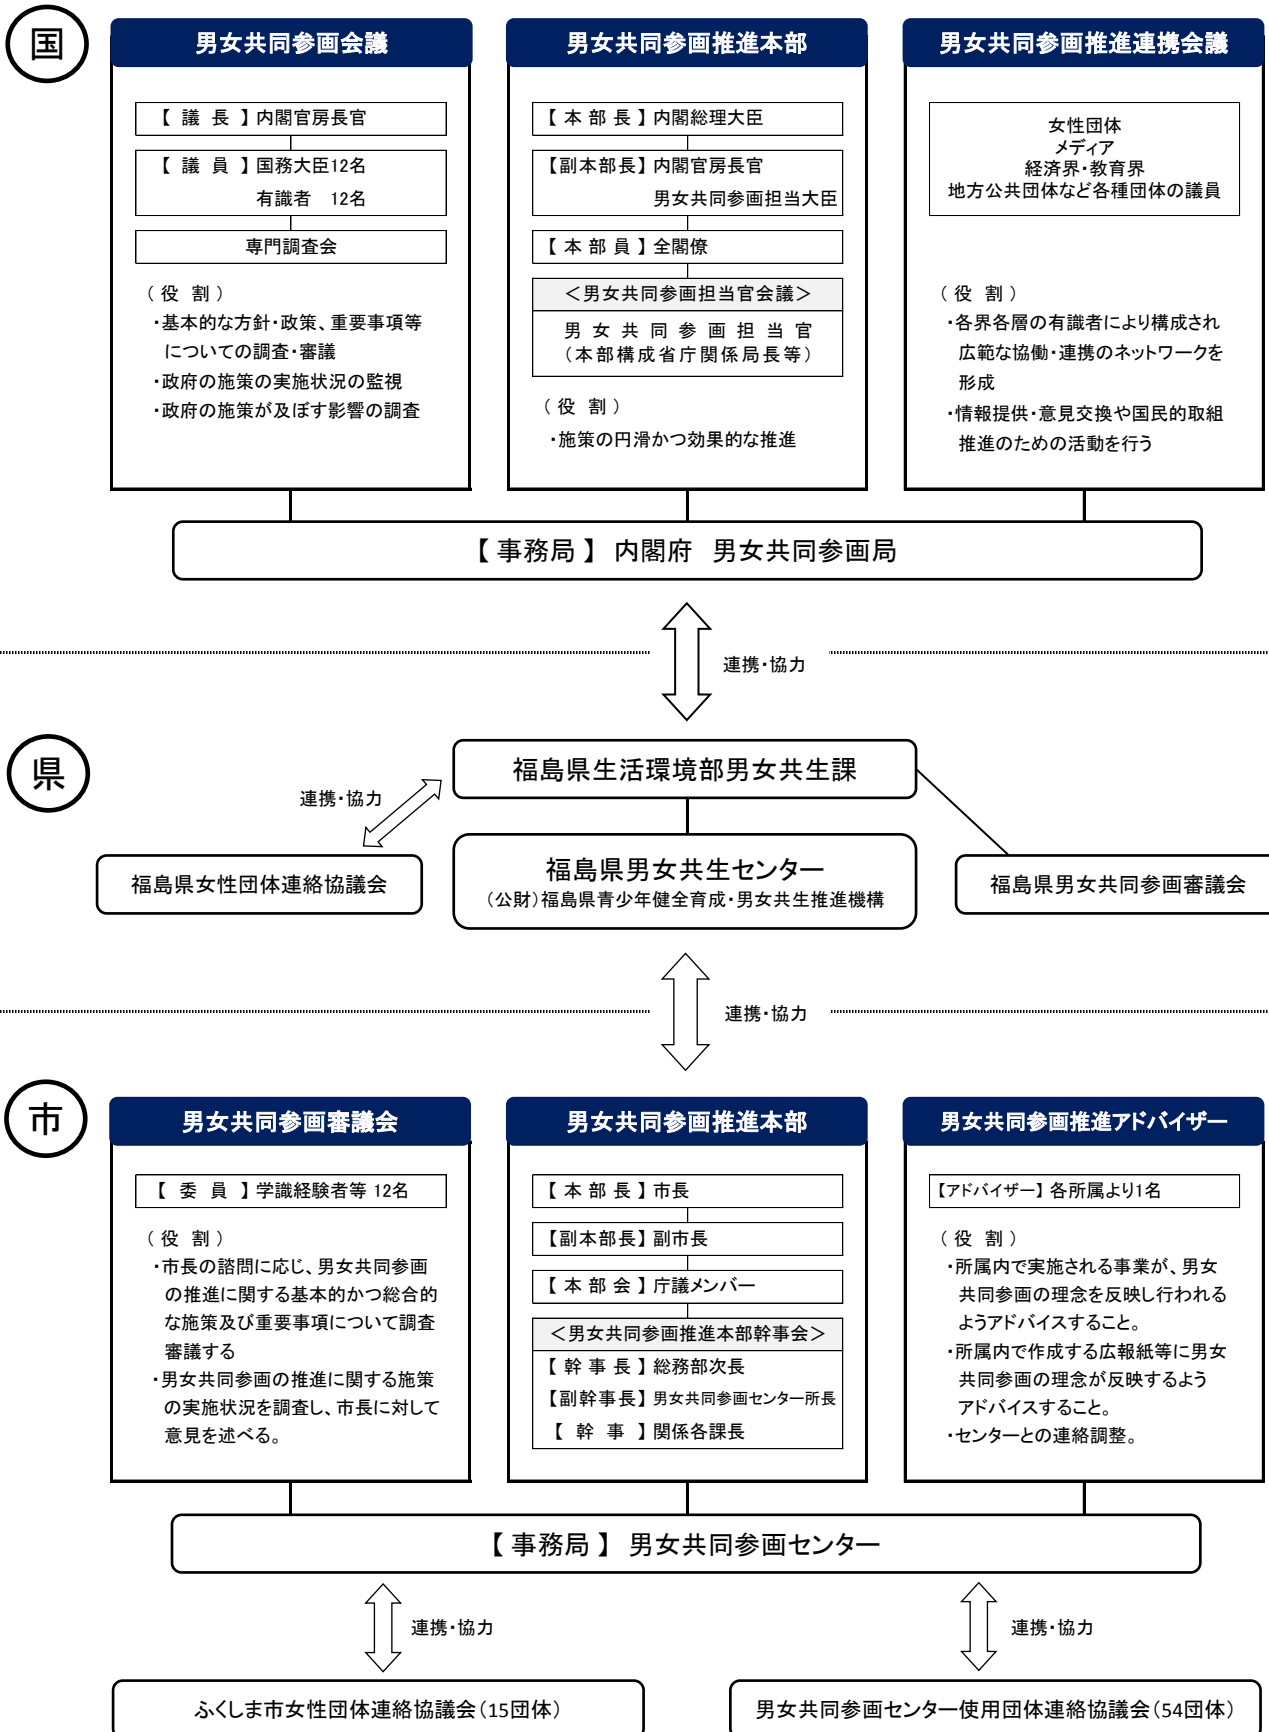 国
男女共同参画会議
【 議 長 】内閣官房長官
【 議 員 】国務大臣12名
有識者 12名
専門調査会
（ 役 割 ）
・基本的な方針・政策、重要事項等
についての調査・審議
・政府の施策の実施状況の監視
・政府の施策が及ぼす影響の調査
男女共同参画推進本部
【 本 部 長 】内閣総理大臣
【副本部長】内閣官房長官
男女共同参画担当大臣
【 本 部 員 】全閣僚
＜男女共同参画担当官会議＞
男 女 共 同 参 画 担 当 官
（本部構成省庁関係局長等）
（ 役 割 ）
・施策の円滑かつ効果的な推進
男女共同参画推進連携会議
女性団体
メディア
経済界・教育界
地方公共団体など各種団体の議員
（ 役 割 ）
・各界各層の有識者により構成され
広範な協働・連携のネットワークを
形成
・情報提供・意見交換や国民的取組
推進のための活動を行う
【 事務局 】 内閣府 男女共同参画局
連携・協力
県
福島県生活環境部男女共生課
連携・協力
福島県女性団体連絡協議会
福島県男女共生センター
（公財）福島県青少年健全育成・男女共生推進機構
福島県男女共同参画審議会
連携・協力
市
男女共同参画審議会
【 委 員 】学識経験者等 12名
（ 役 割 ）
・市長の諮問に応じ、男女共同参画
の推進に関する基本的かつ総合的
な施策及び重要事項について調査
審議する
・男女共同参画の推進に関する施策
の実施状況を調査し、市長に対して
意見を述べる。
男女共同参画推進本部
【 本 部 長 】市長
【副本部長】副市長
【 本 部 会 】庁議メンバー
＜男女共同参画推進本部幹事会＞
【 幹 事 長 】総務部次長
【副幹事長】男女共同参画センター所長
【 幹 事 】関係各課長
男女共同参画推進アドバイザー
【アドバイザー】各所属より1名
（ 役 割 ）
・所属内で実施される事業が、男女
共同参画の理念を反映し行われる
ようアドバイスすること。
・所属内で作成する広報紙等に男女
共同参画の理念が反映するよう
アドバイスすること。
・センターとの連絡調整。
【 事務局 】 男女共同参画センター
連携・協力
連携・協力
ふくしま市女性団体連絡協議会（15団体）
男女共同参画センター使用団体連絡協議会（54団体）